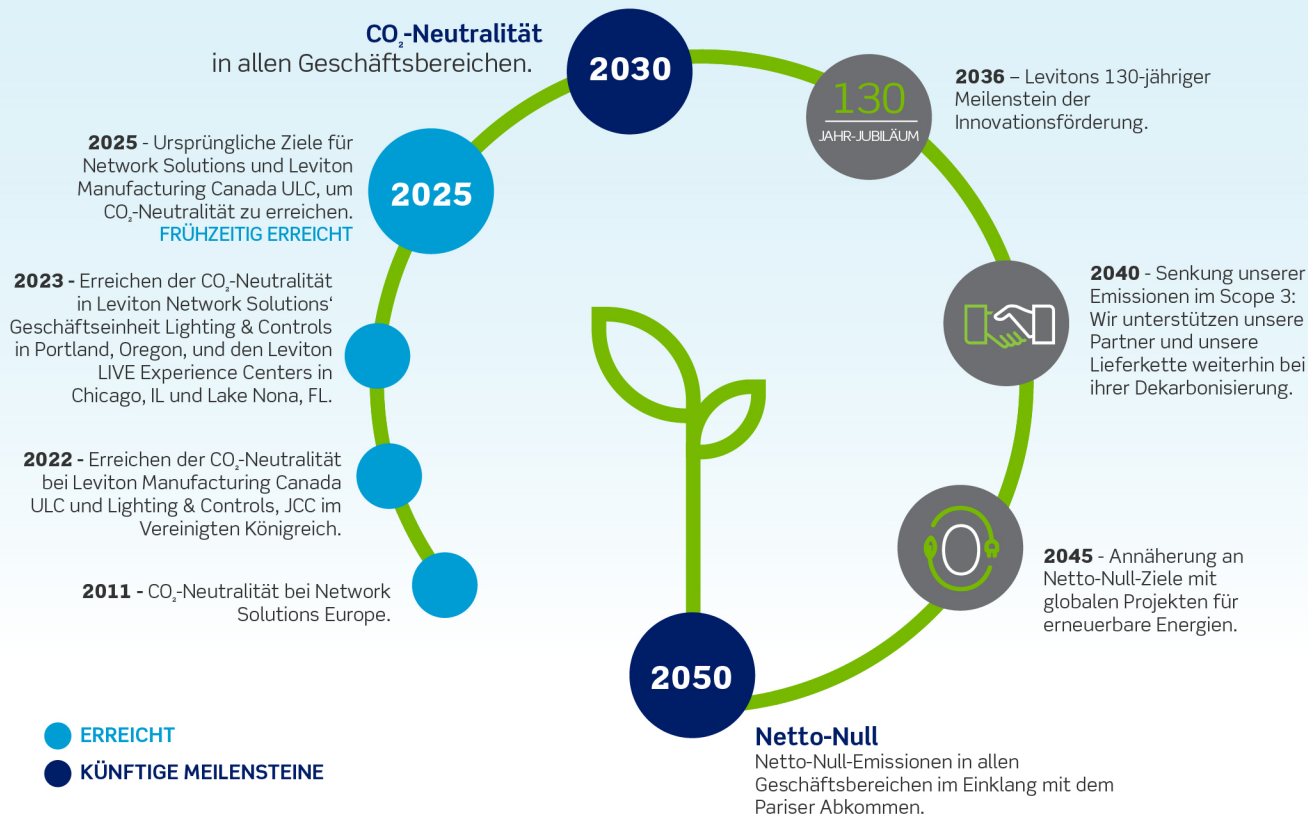 CO₂-Neutralität
in allen Geschäftsbereichen.
2030
130
JAHR-JUBILÄUM
2036 – Levitons 130-jähriger
Meilenstein der
Innovationsförderung.
2025 - Ursprüngliche Ziele für
Network Solutions und Leviton
Manufacturing Canada ULC, um
CO₂-Neutralität zu erreichen.
FRÜHZEITIG ERREICHT
2025
2023 - Erreichen der CO₂-Neutralität
in Leviton Network Solutions‘
Geschäftseinheit Lighting & Controls
in Portland, Oregon, und den Leviton
LIVE Experience Centers in
Chicago, IL und Lake Nona, FL.
2040 - Senkung unserer
Emissionen im Scope 3:
Wir unterstützen unsere
Partner und unsere
Lieferkette weiterhin bei
ihrer Dekarbonisierung.
2022 - Erreichen der CO₂-Neutralität
bei Leviton Manufacturing Canada
ULC und Lighting & Controls, JCC im
Vereinigten Königreich.
0
2045 - Annäherung an
Netto-Null-Ziele mit
globalen Projekten für
erneuerbare Energien.
2011 - CO₂-Neutralität bei Network
Solutions Europe.
2050
Netto-Null
Netto-Null-Emissionen in allen
Geschäftsbereichen im Einklang mit dem
Pariser Abkommen.
ERREICHT
KÜNFTIGE MEILENSTEINE